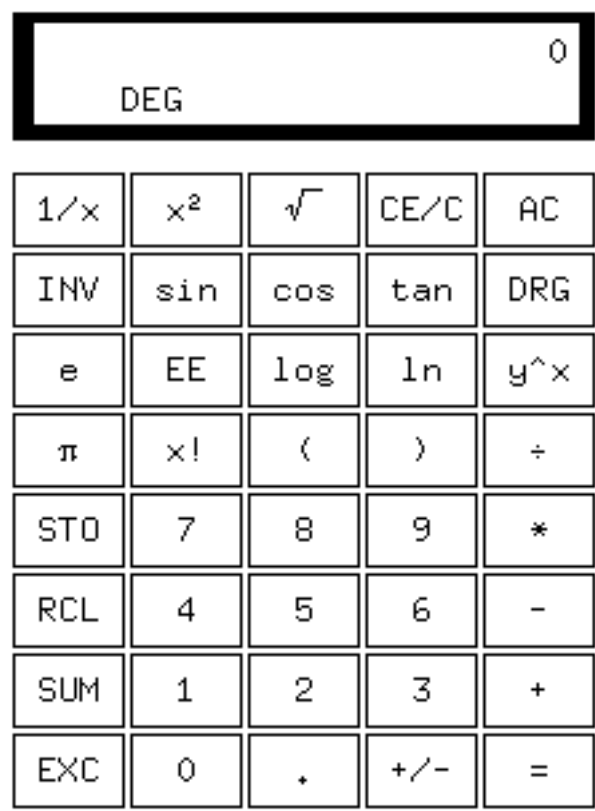 0
DEG
1/x x² √ CE/C AC
INV sin cos tan DRG
e EE log ln y^x
π x! ( ) ÷
STO 7 8 9 *
RCL 4 5 6 -
SUM 1 2 3 +
EXC 0 . +/- =